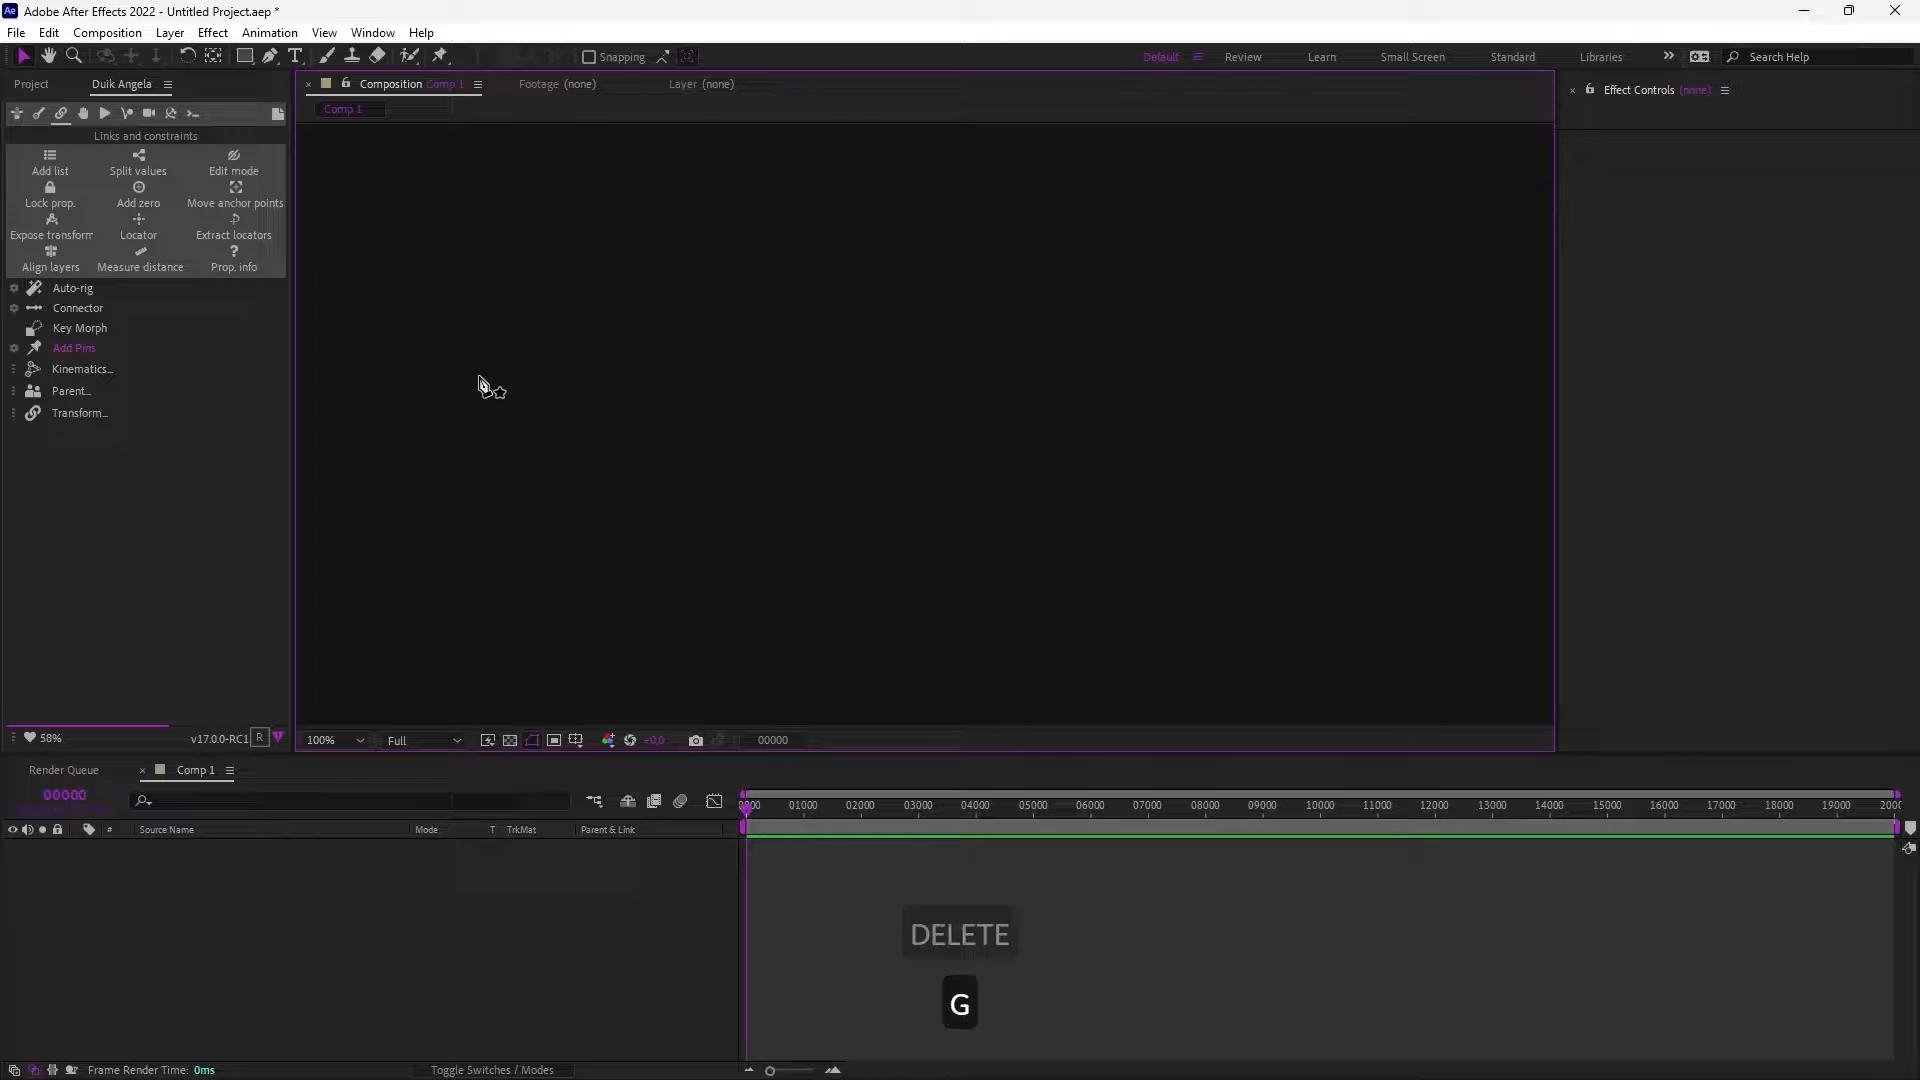 Ae Adobe After Effects 2022 - Untitled Project.aep *
File Edit Composition Layer Effect Animation View Window Help
Snapping Default Review Learn Small Screen Standard Libraries Search Help
Project Duik Angela Composition Comp 1 Footage (none) Layer (none) Effect Controls (none)
Comp 1
Links and constraints
Add list Split values Edit mode
Lock prop. Add zero Move anchor points
Expose transform Locator Extract locators
Align layers Measure distance Prop. info
Auto-rig
Connector
Key Morph
Add Pins
Kinematics...
Parent...
Transform...
58% v17.0.0-RC1 R 100% Full +0,0 00000
Render Queue Comp 1
00000
01000 02000 03000 04000 05000 06000 07000 08000 09000 10000 11000 12000 13000 14000 15000 16000 17000 18000 19000
# Source Name Mode T TrkMat Parent & Link
DELETE
G
Frame Render Time: 0ms Toggle Switches / Modes